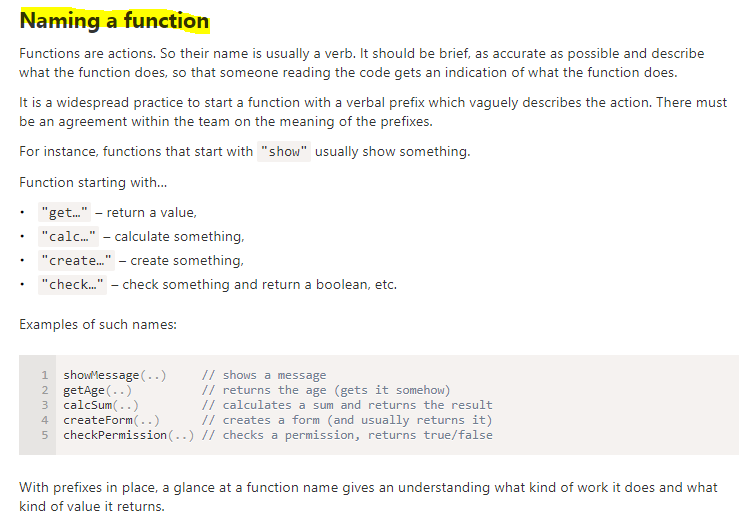 Naming a function
Functions are actions. So their name is usually a verb. It should be brief, as accurate as possible and describe
what the function does, so that someone reading the code gets an indication of what the function does.
It is a widespread practice to start a function with a verbal prefix which vaguely describes the action. There must
be an agreement within the team on the meaning of the prefixes.
For instance, functions that start with "show" usually show something.
Function starting with…
• "get…" – return a value,
• "calc…" – calculate something,
• "create…" – create something,
• "check…" – check something and return a boolean, etc.
Examples of such names:
1 showMessage(..)     // shows a message
2 getAge(..)          // returns the age (gets it somehow)
3 calcSum(..)         // calculates a sum and returns the result
4 createForm(..)      // creates a form (and usually returns it)
5 checkPermission(..) // checks a permission, returns true/false
With prefixes in place, a glance at a function name gives an understanding what kind of work it does and what
kind of value it returns.